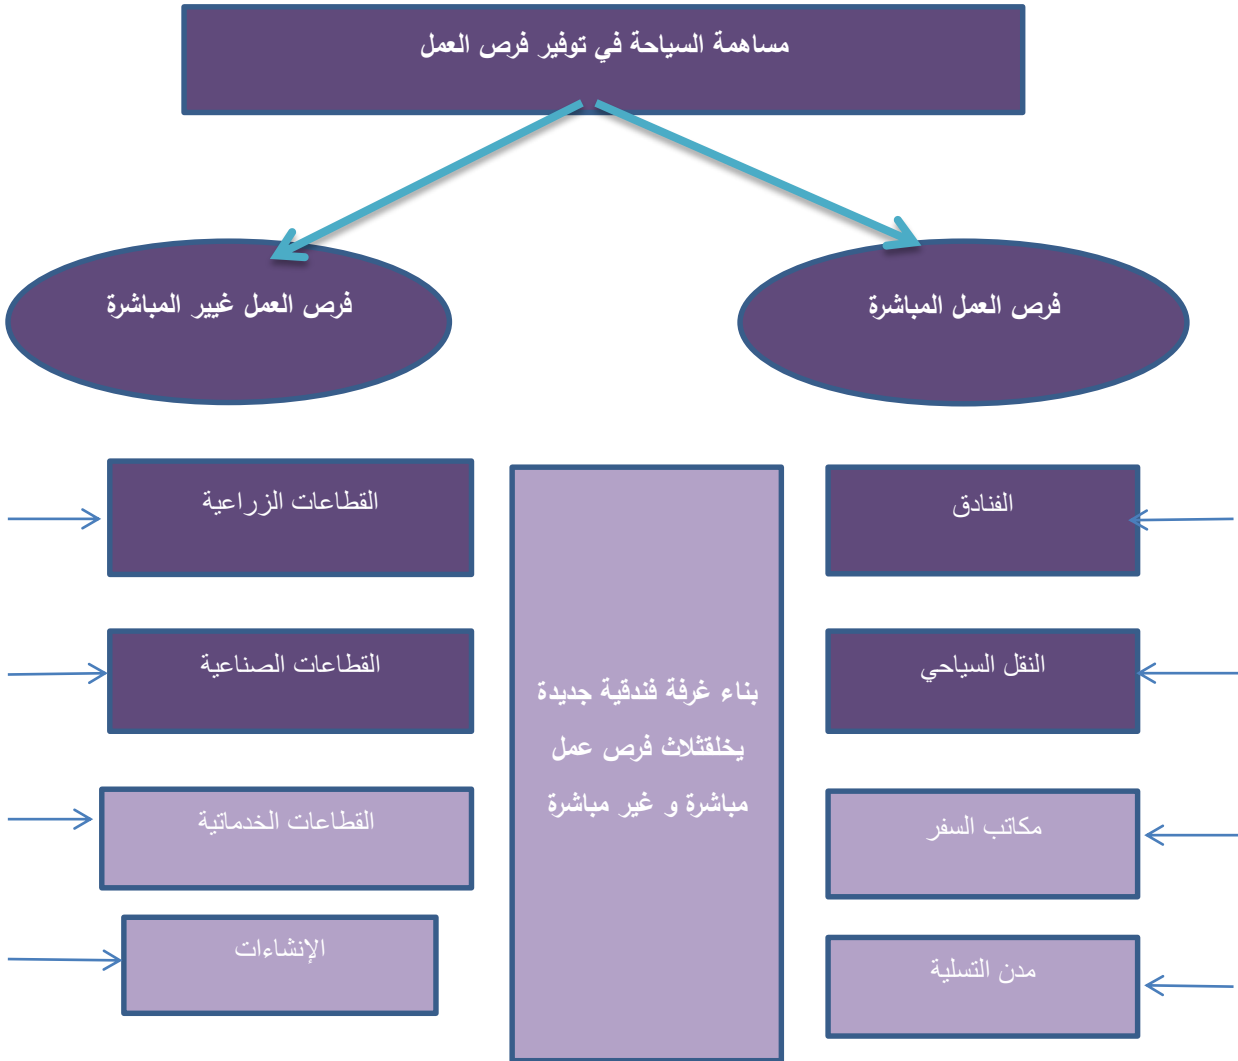 مساهمة السياحة في توفير فرص العمل
فرص العمل المباشرة
فرص العمل غيير المباشرة
الفنادق
القطاعات الزراعية
النقل السياحي
القطاعات الصناعية
بناء غرفة فندقية جديدة
يخلقثلاث فرص عمل
مباشرة و غير مباشرة
مكاتب السفر
القطاعات الخدماتية
مدن التسلية
الإنشاءات